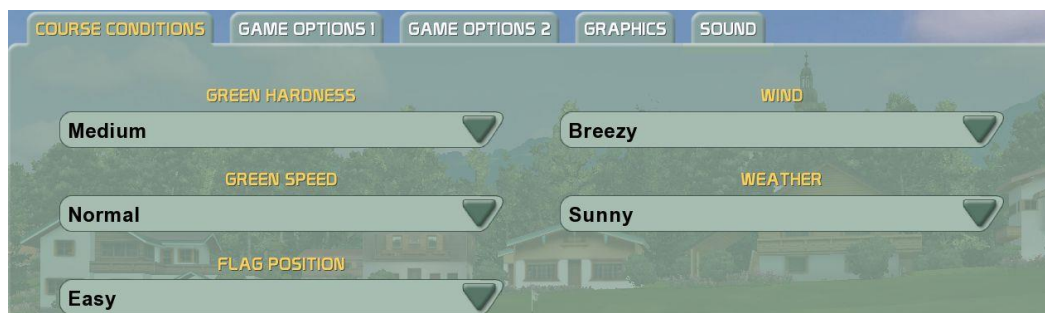 COURSE CONDITIONS GAME OPTIONS 1 GAME OPTIONS 2 GRAPHICS SOUND
GREEN HARDNESS
Medium
WIND
Breezy
GREEN SPEED
Normal
WEATHER
Sunny
FLAG POSITION
Easy